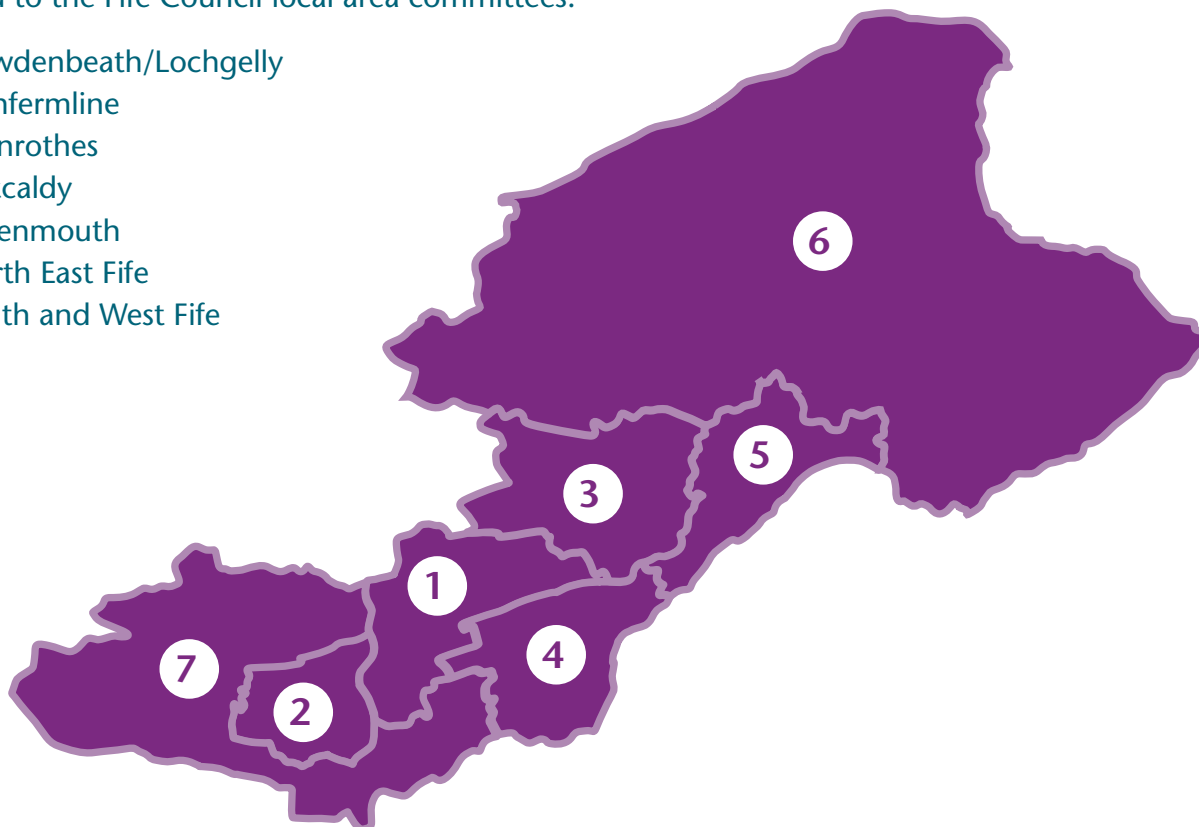 to the Fife Council local area committees.
wdenbeath/Lochgelly
nfermline
nrothes
caldy
enmouth
rth East Fife
th and West Fife
6
5
3
1
4
7
2